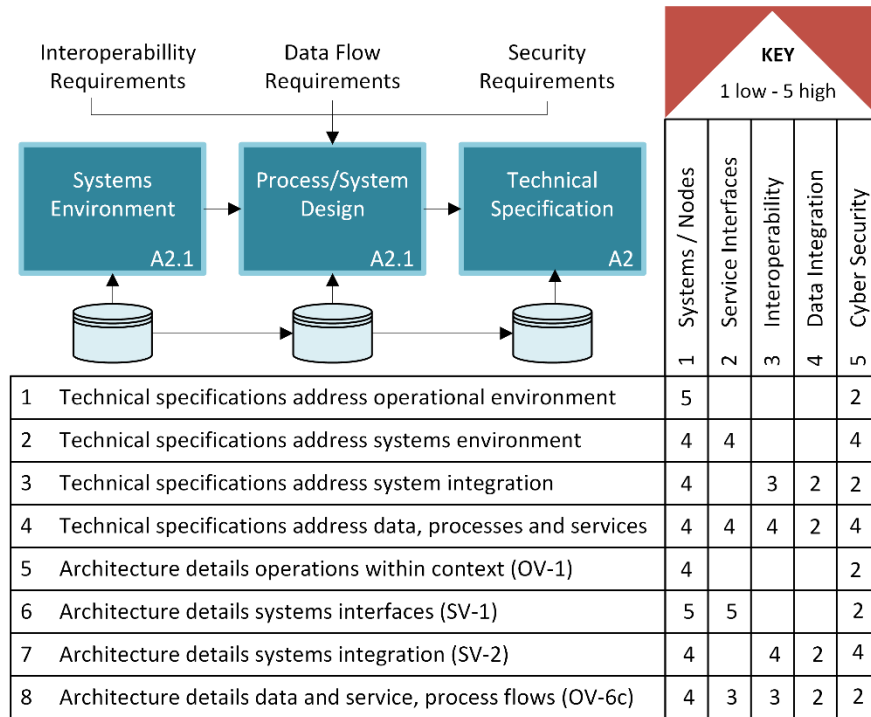 Interoperabillity
Requirements
Data Flow
Requirements
Security
Requirements
KEY
1 low - 5 high
Systems
Environment
A2.1
Process/System
Design
A2.1
Technical
Specification
A2
1 Systems / Nodes
2 Service Interfaces
3 Interoperability
4 Data Integration
5 Cyber Security
1 Technical specifications address operational environment 5 2
2 Technical specifications address systems environment 4 4 4
3 Technical specifications address system integration 4 3 2 2
4 Technical specifications address data, processes and services 4 4 4 2 4
5 Architecture details operations within context (OV-1) 4 2
6 Architecture details systems interfaces (SV-1) 5 5 2
7 Architecture details systems integration (SV-2) 4 4 2 4
8 Architecture details data and service, process flows (OV-6c) 4 3 3 2 2